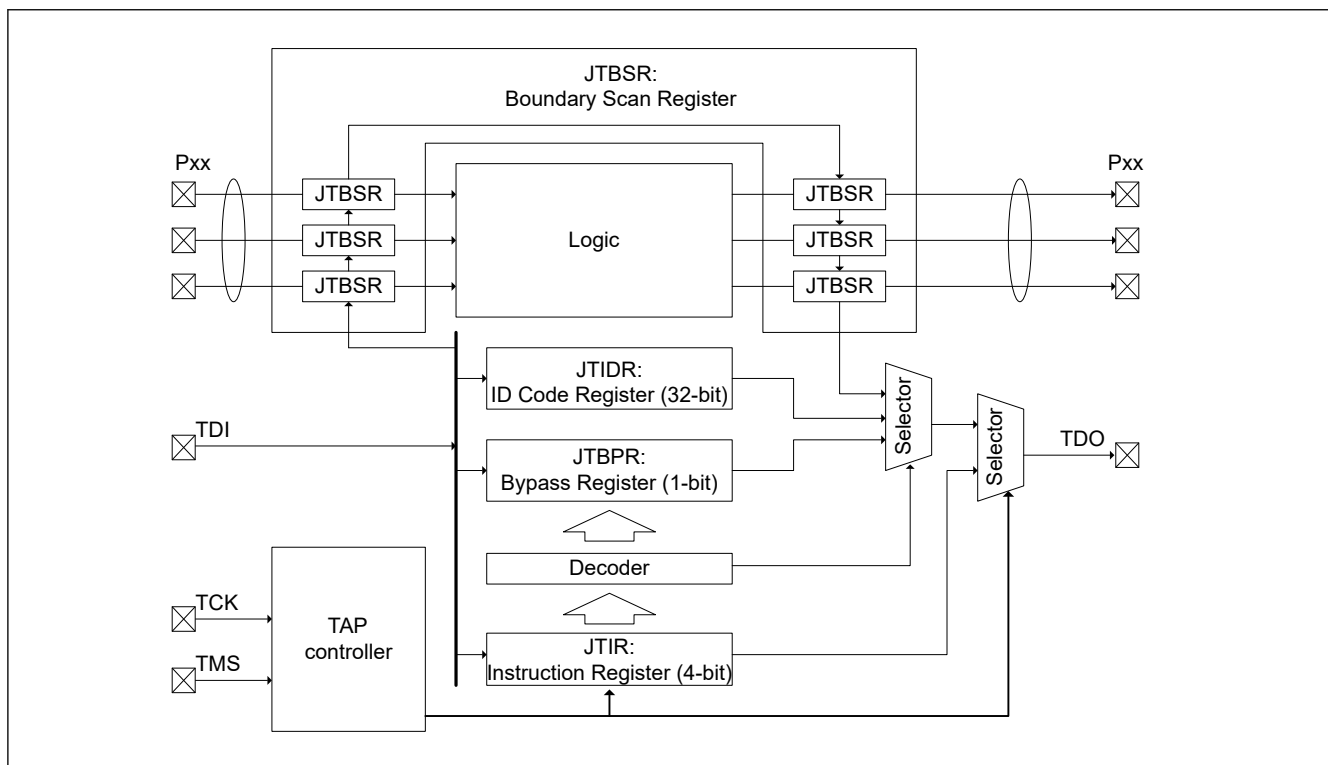 JTBSR:
Boundary Scan Register
Pxx
Pxx
JTBSR
JTBSR
JTBSR
JTBSR
JTBSR
JTBSR
Logic
JTIDR:
ID Code Register (32-bit)
Selector
Selector
TDI
TDO
JTBPR:
Bypass Register (1-bit)
Decoder
TCK
TMS
TAP
controller
JTIR:
Instruction Register (4-bit)